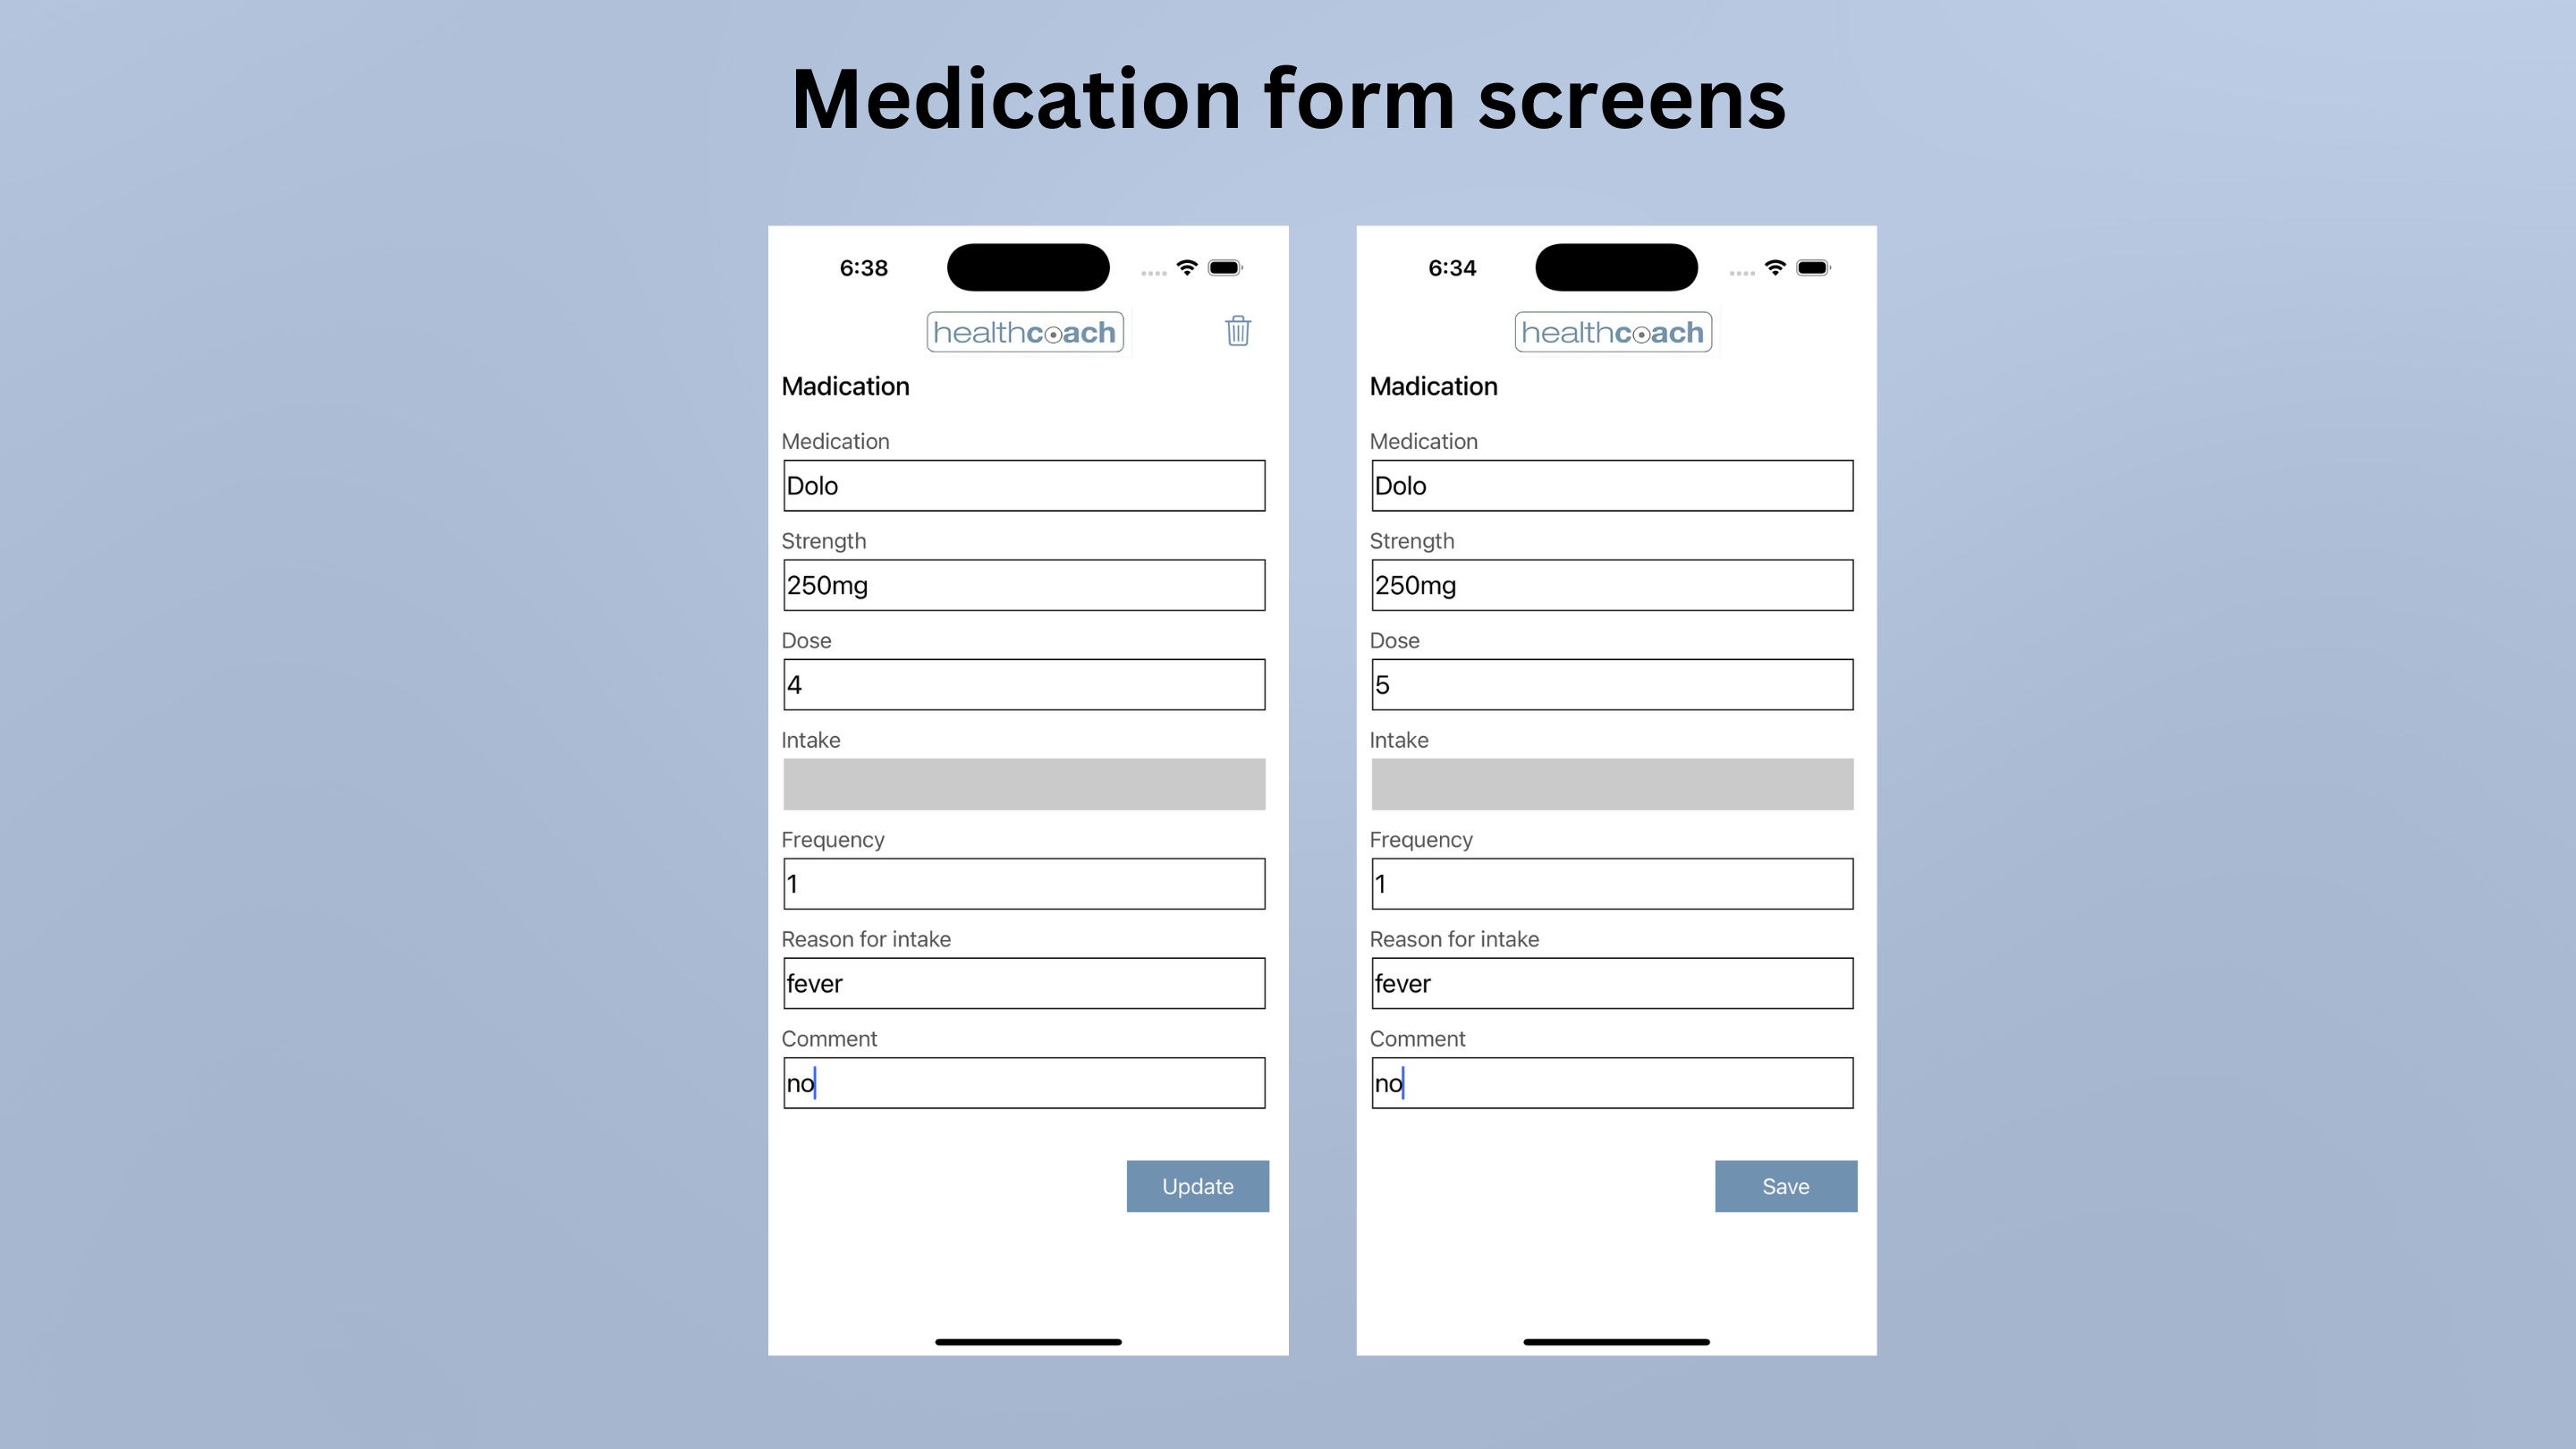 Medication form screens
6:38
healthcoach
Madication
Medication
Dolo
Strength
250mg
Dose
4
Intake
Frequency
1
Reason for intake
fever
Comment
no
Update
6:34
healthcoach
Madication
Medication
Dolo
Strength
250mg
Dose
5
Intake
Frequency
1
Reason for intake
fever
Comment
no
Save